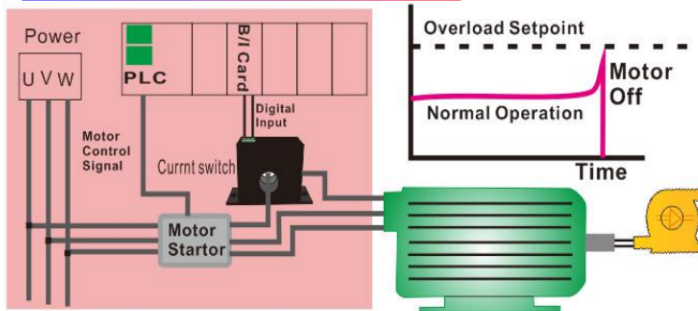 Power
U V W
PLC
B/I Card
Digital
Input
Motor
Control
Signal
Currnt switch
Motor
Startor
Overload Setpoint
Normal Operation
Motor
Off
Time